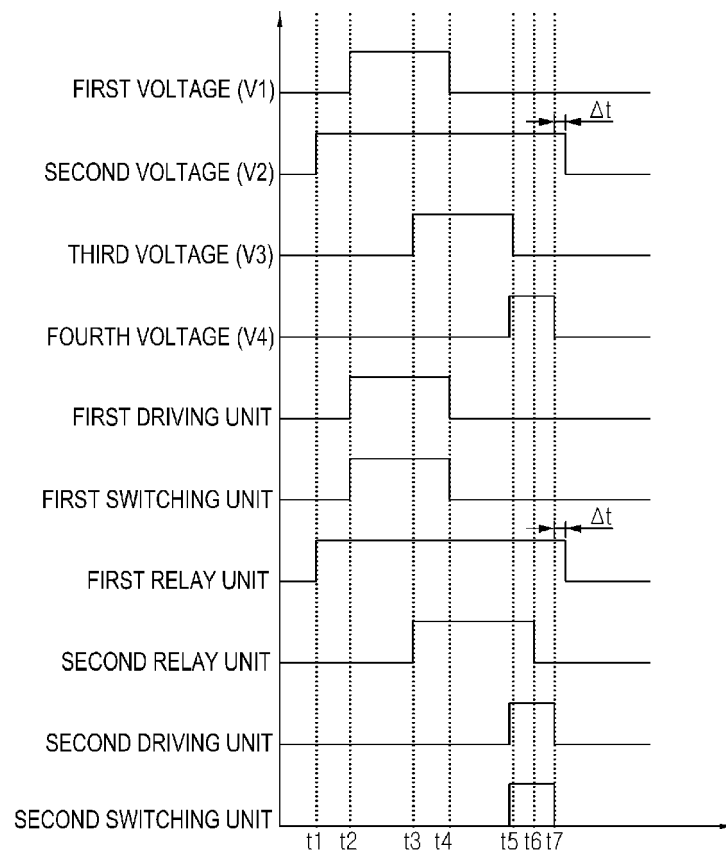 FIRST VOLTAGE (V1)
Δt
SECOND VOLTAGE (V2)
THIRD VOLTAGE (V3)
FOURTH VOLTAGE (V4)
FIRST DRIVING UNIT
FIRST SWITCHING UNIT
Δt
FIRST RELAY UNIT
SECOND RELAY UNIT
SECOND DRIVING UNIT
SECOND SWITCHING UNIT
t1 t2 t3 t4 t5 t6 t7